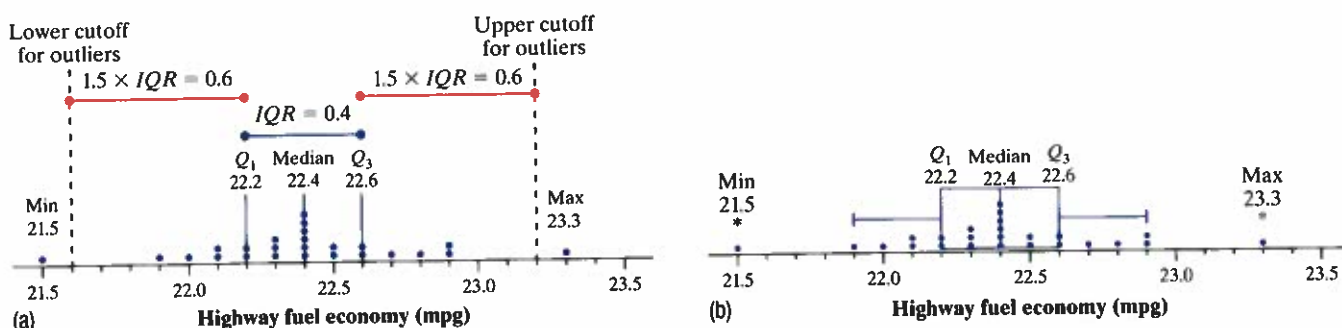 Lower cutoff
for outliers
Upper cutoff
for outliers
1.5 × IQR = 0.6
1.5 × IQR = 0.6
IQR = 0.4
Q1 Median Q3
22.2 22.4 22.6
Min
21.5
Max
23.3
21.5 22.0 22.5 23.0 23.5
(a) Highway fuel economy (mpg)
Q1 Median Q3
22.2 22.4 22.6
Min
21.5
*
Max
23.3
*
21.5 22.0 22.5 23.0 23.5
(b) Highway fuel economy (mpg)